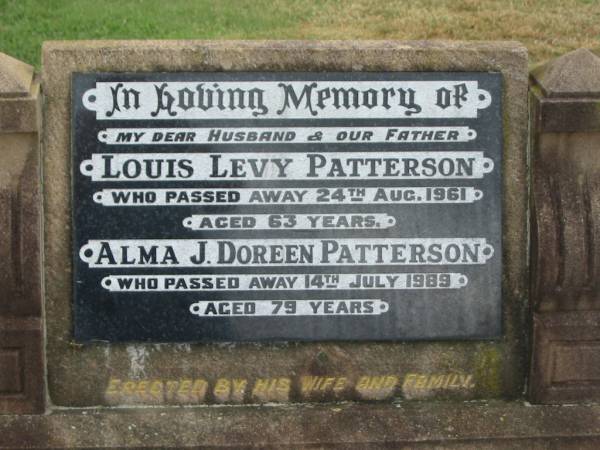 In Loving Memory of
MY DEAR HUSBAND & OUR FATHER
LOUIS LEVY PATTERSON
WHO PASSED AWAY 24TH AUG. 1961
AGED 63 YEARS.
ALMA J. DOREEN PATTERSON
WHO PASSED AWAY 14TH JULY 1989
AGED 79 YEARS
ERECTED BY HIS WIFE AND FAMILY.